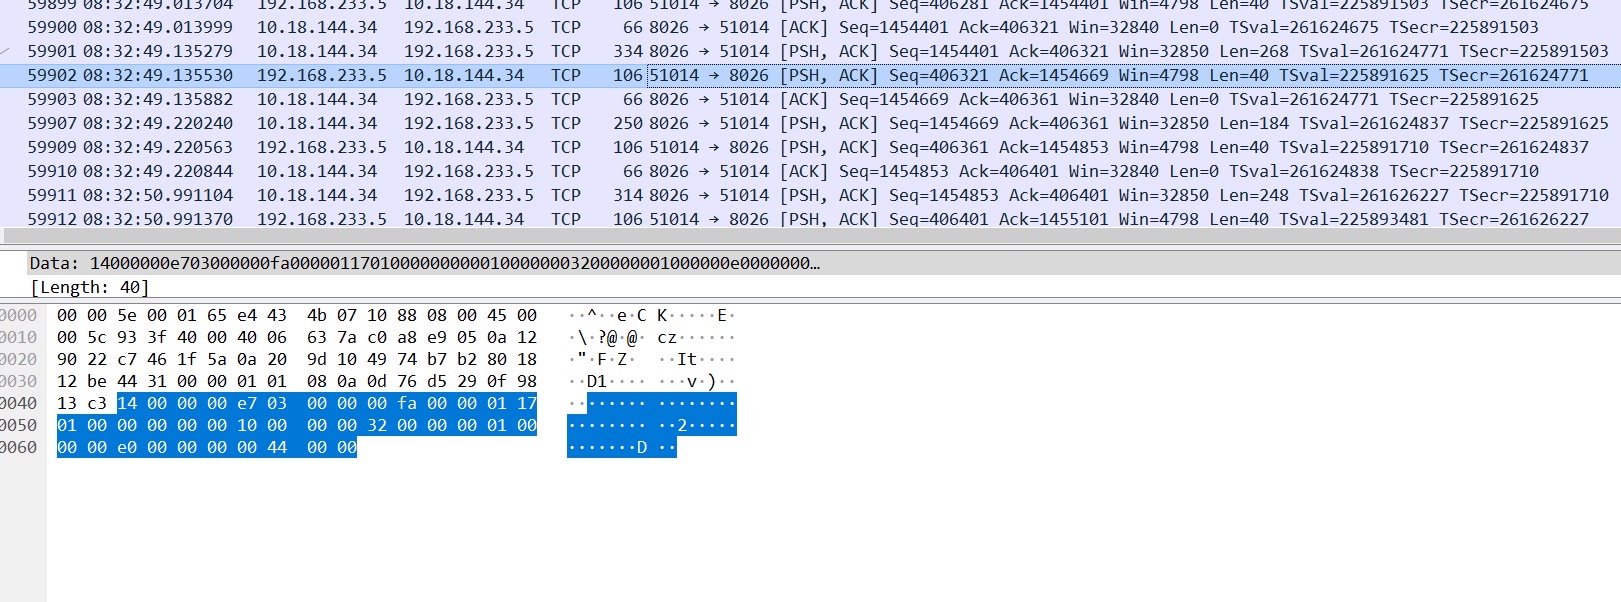 59899 08:32:49.013704 192.168.233.5 10.18.144.34 TCP 106 51014 → 8026 [PSH, ACK] Seq=406281 Ack=1454401 Win=4798 Len=40 TSval=225891503 TSecr=261624675
59900 08:32:49.013999 10.18.144.34 192.168.233.5 TCP 66 8026 → 51014 [ACK] Seq=1454401 Ack=406321 Win=32840 Len=0 TSval=261624675 TSecr=225891503
59901 08:32:49.135279 10.18.144.34 192.168.233.5 TCP 334 8026 → 51014 [PSH, ACK] Seq=1454401 Ack=406321 Win=32850 Len=268 TSval=261624771 TSecr=225891503
59902 08:32:49.135530 192.168.233.5 10.18.144.34 TCP 106 51014 → 8026 [PSH, ACK] Seq=406321 Ack=1454669 Win=4798 Len=40 TSval=225891625 TSecr=261624771
59903 08:32:49.135882 10.18.144.34 192.168.233.5 TCP 66 8026 → 51014 [ACK] Seq=1454669 Ack=406361 Win=32840 Len=0 TSval=261624771 TSecr=225891625
59907 08:32:49.220240 10.18.144.34 192.168.233.5 TCP 250 8026 → 51014 [PSH, ACK] Seq=1454669 Ack=406361 Win=32850 Len=184 TSval=261624837 TSecr=225891625
59909 08:32:49.220563 192.168.233.5 10.18.144.34 TCP 106 51014 → 8026 [PSH, ACK] Seq=406361 Ack=1454853 Win=4798 Len=40 TSval=225891710 TSecr=261624837
59910 08:32:49.220844 10.18.144.34 192.168.233.5 TCP 66 8026 → 51014 [ACK] Seq=1454853 Ack=406401 Win=32840 Len=0 TSval=261624838 TSecr=225891710
59911 08:32:50.991104 10.18.144.34 192.168.233.5 TCP 314 8026 → 51014 [PSH, ACK] Seq=1454853 Ack=406401 Win=32850 Len=248 TSval=261626227 TSecr=225891710
59912 08:32:50.991370 192.168.233.5 10.18.144.34 TCP 106 51014 → 8026 [PSH, ACK] Seq=406401 Ack=1455101 Win=4798 Len=40 TSval=225893481 TSecr=261626227
Data: 14000000e703000000fa00000117010000000000100000003200000001000000e0000000…
[Length: 40]
0000 00 00 5e 00 01 65 e4 43 4b 07 10 88 08 00 45 00 ··^··e·C K·····E·
0010 00 5c 93 3f 40 00 40 06 63 7a c0 a8 e9 05 0a 12 ·\·?@·@· cz······
0020 90 22 c7 46 1f 5a 0a 20 9d 10 49 74 b7 b2 80 18 ·"·F·Z· ··It····
0030 12 be 44 31 00 00 01 01 08 0a 0d 76 d5 29 0f 98 ··D1···· ···v·)··
0040 13 c3 14 00 00 00 e7 03 00 00 00 fa 00 00 01 17 ········ ········
0050 01 00 00 00 00 00 10 00 00 00 32 00 00 00 01 00 ········ ··2·····
0060 00 00 e0 00 00 00 00 44 00 00 ·······D ··